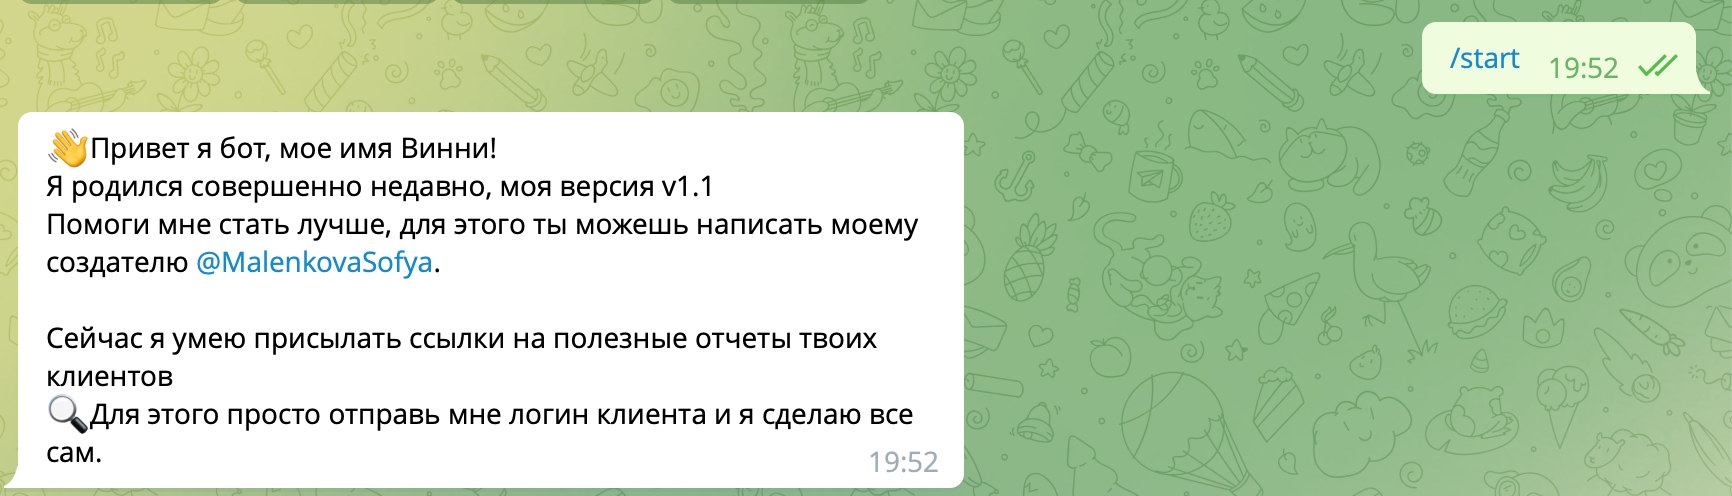 /start 19:52
👋Привет я бот, мое имя Винни!
Я родился совершенно недавно, моя версия v1.1
Помоги мне стать лучше, для этого ты можешь написать моему
создателю @MalenkovaSofya.
Сейчас я умею присылать ссылки на полезные отчеты твоих
клиентов
🔍Для этого просто отправь мне логин клиента и я сделаю все
сам.
19:52